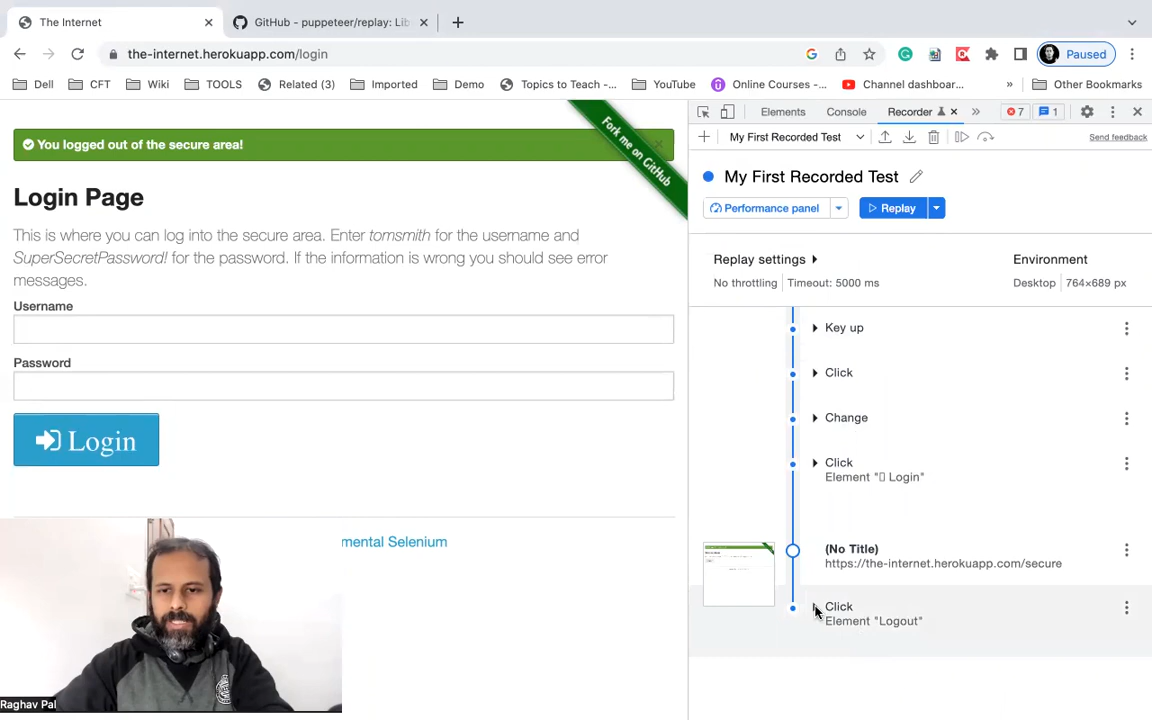 The Internet
GitHub - puppeteer/replay: Lib
the-internet.herokuapp.com/login
Paused
Dell
CFT
Wiki
TOOLS
Related (3)
Imported
Demo
Topics to Teach -...
YouTube
Online Courses -...
Channel dashboar...
»
Other Bookmarks
You logged out of the secure area!
Fork me on GitHub
Login Page
This is where you can log into the secure area. Enter tomsmith for the username and
SuperSecretPassword! for the password. If the information is wrong you should see error
messages.
Username
Password
Login
mental Selenium
Raghav Pal
Elements
Console
Recorder
»
7
1
My First Recorded Test
Send feedback
My First Recorded Test
Performance panel
Replay
Replay settings
No throttling
Timeout: 5000 ms
Environment
Desktop
764×689 px
Key up
Click
Change
Click
Element "▯ Login"
(No Title)
https://the-internet.herokuapp.com/secure
Click
Element "Logout"